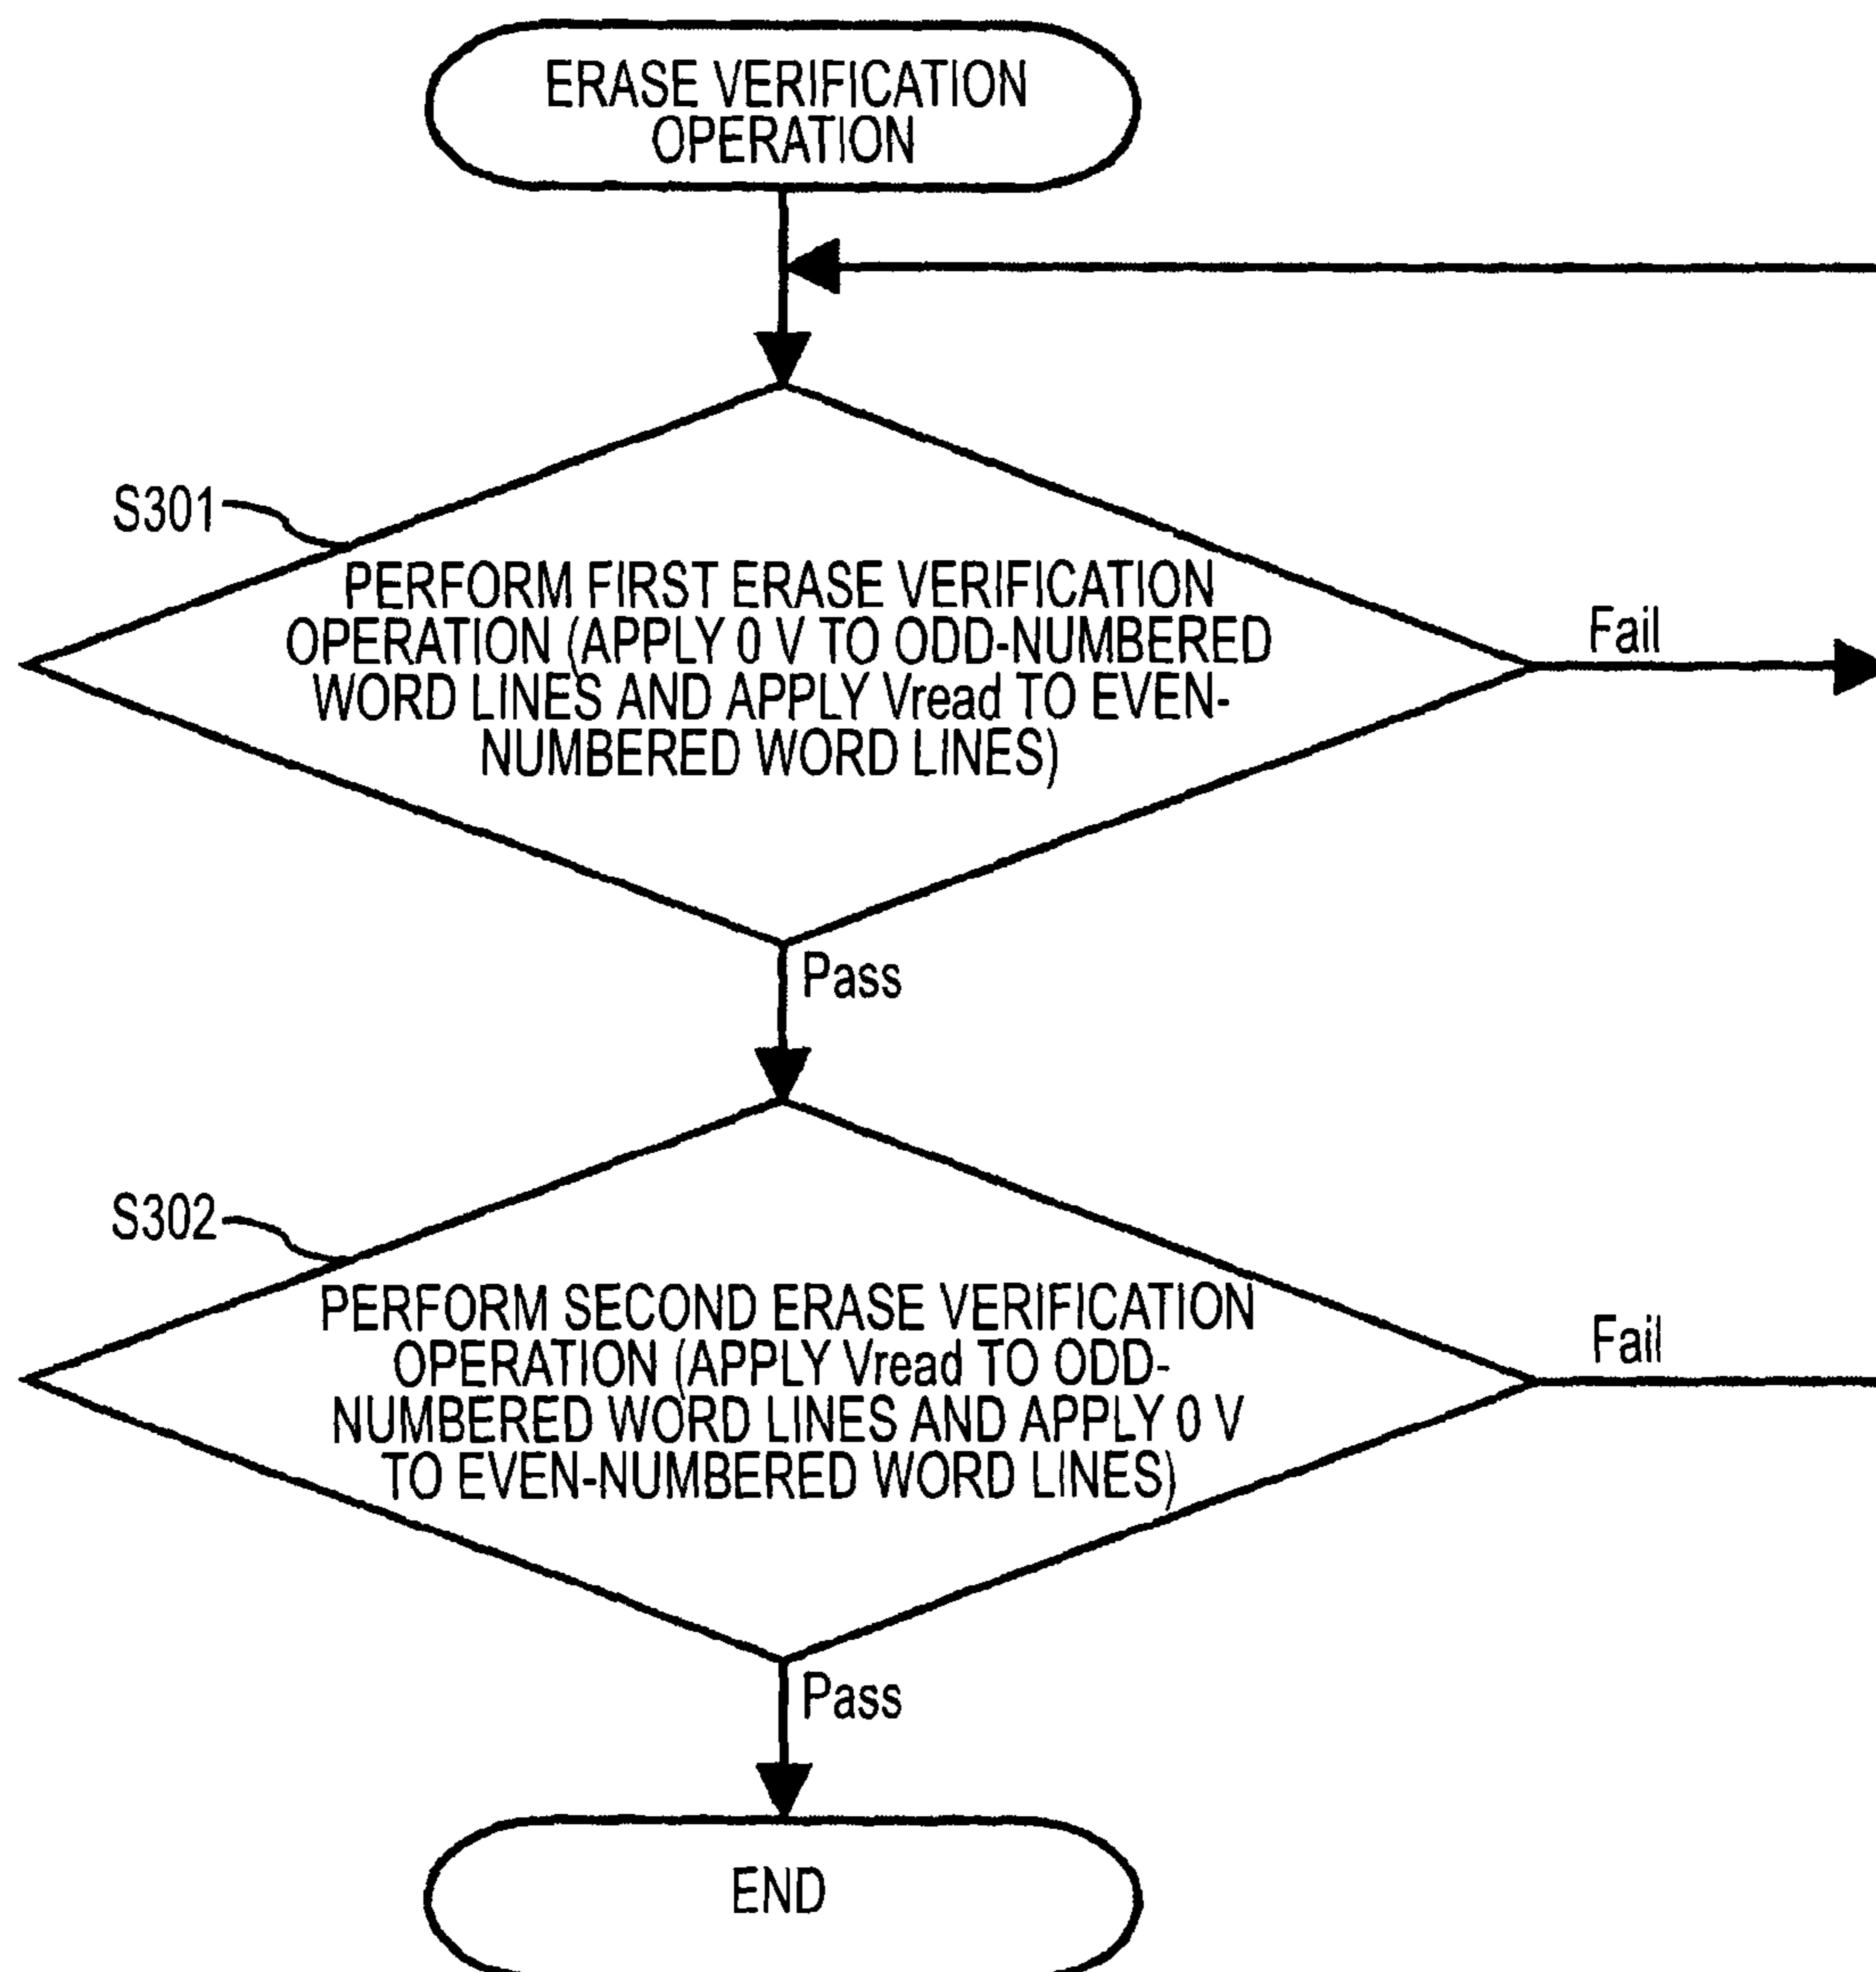 ERASE VERIFICATION
OPERATION
S301
PERFORM FIRST ERASE VERIFICATION
OPERATION (APPLY 0 V TO ODD-NUMBERED
WORD LINES AND APPLY Vread TO EVEN-
NUMBERED WORD LINES)
Fail
Pass
S302
PERFORM SECOND ERASE VERIFICATION
OPERATION (APPLY Vread TO ODD-
NUMBERED WORD LINES AND APPLY 0 V
TO EVEN-NUMBERED WORD LINES)
Fail
Pass
END